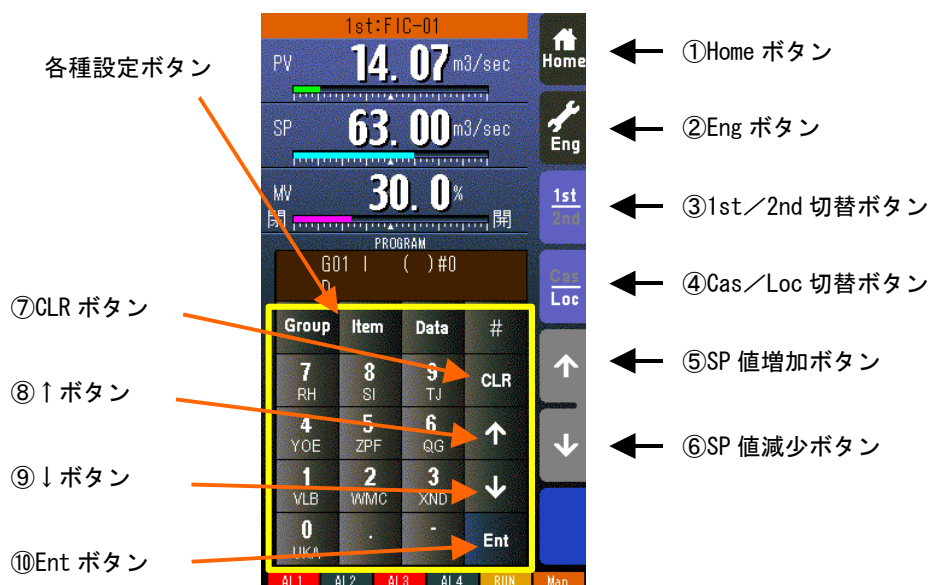 各種設定ボタン
1st:FIC-01
PV 14.07 m3/sec
SP 63.00 m3/sec
MV 30.0 %
閉 開
PROGRAM
G01 I ( )#0
D
Group Item Data #
7 8 9 CLR
RH SI TJ
4 5 6 ↑
YOE ZPF QG
1 2 3 ↓
VLB WMC XND
0 . - Ent
UKA
AL1 AL2 AL3 AL4 RUN Man
Home
Eng
1st
2nd
Cas
Loc
↑
↓
①Home ボタン
②Eng ボタン
③1st／2nd 切替ボタン
④Cas／Loc 切替ボタン
⑤SP 値増加ボタン
⑥SP 値減少ボタン
⑦CLR ボタン
⑧↑ボタン
⑨↓ボタン
⑩Ent ボタン